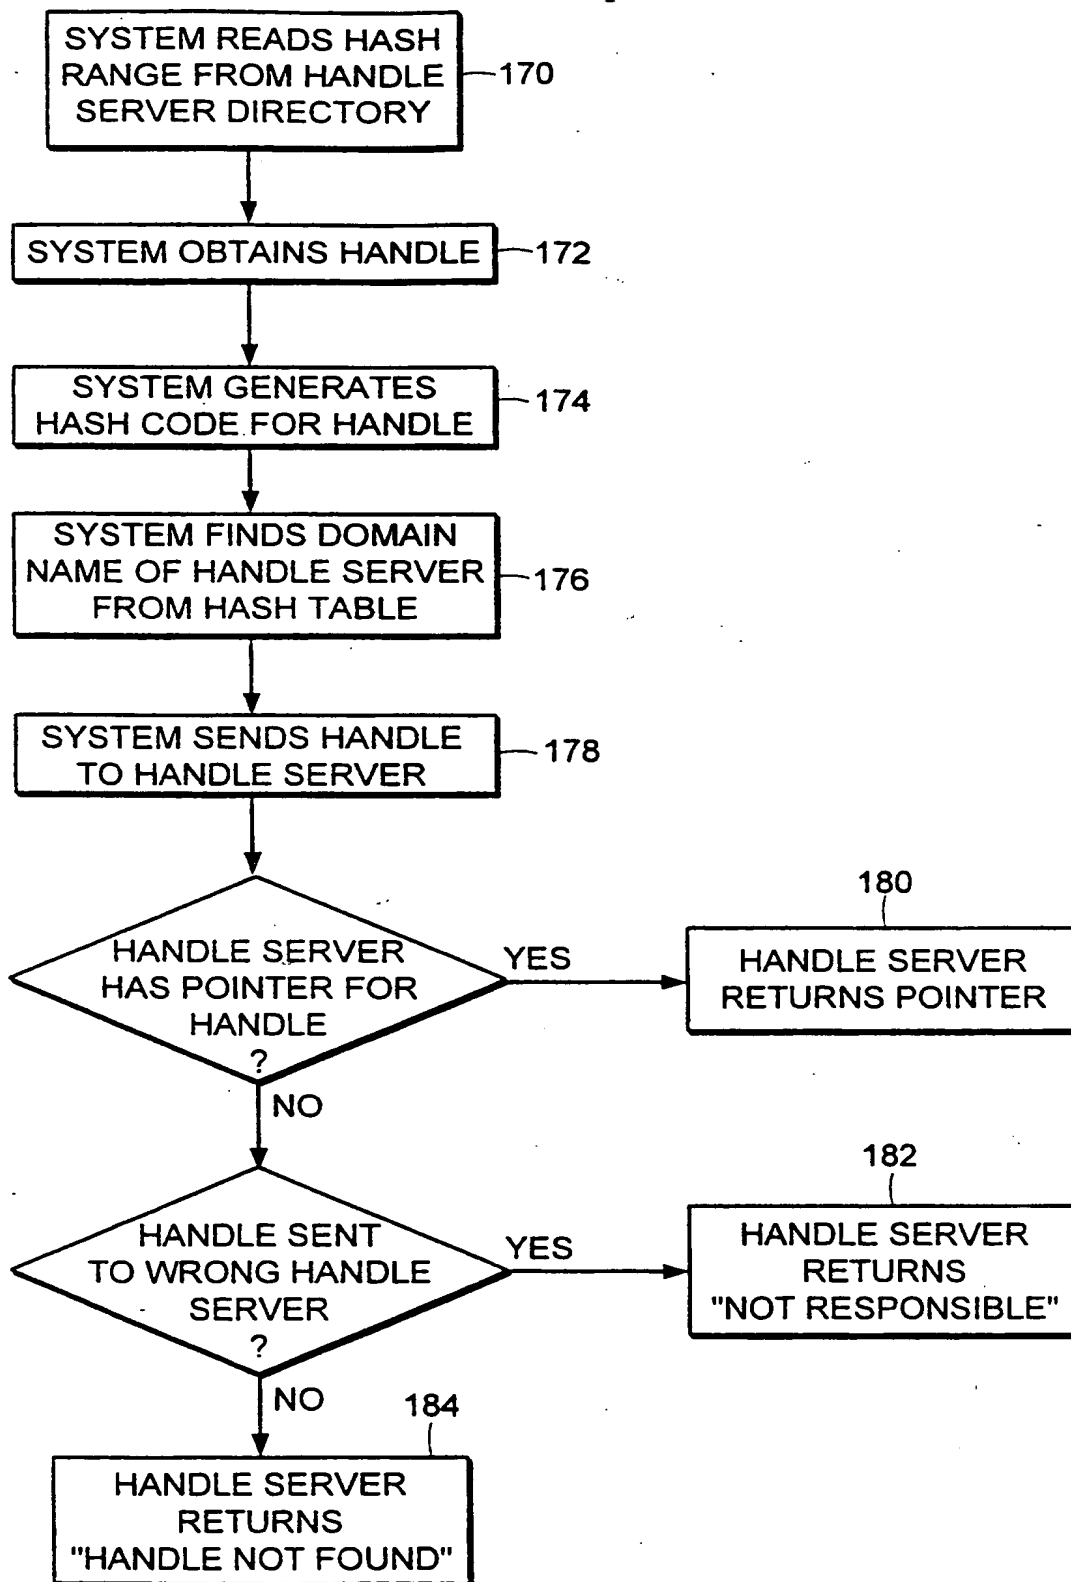 SYSTEM READS HASH
RANGE FROM HANDLE
SERVER DIRECTORY
170
SYSTEM OBTAINS HANDLE
172
SYSTEM GENERATES
HASH CODE FOR HANDLE
174
SYSTEM FINDS DOMAIN
NAME OF HANDLE SERVER
FROM HASH TABLE
176
SYSTEM SENDS HANDLE
TO HANDLE SERVER
178
HANDLE SERVER
HAS POINTER FOR
HANDLE
?
YES
180
HANDLE SERVER
RETURNS POINTER
NO
HANDLE SENT
TO WRONG HANDLE
SERVER
?
YES
182
HANDLE SERVER
RETURNS
"NOT RESPONSIBLE"
NO
184
HANDLE SERVER
RETURNS
"HANDLE NOT FOUND"